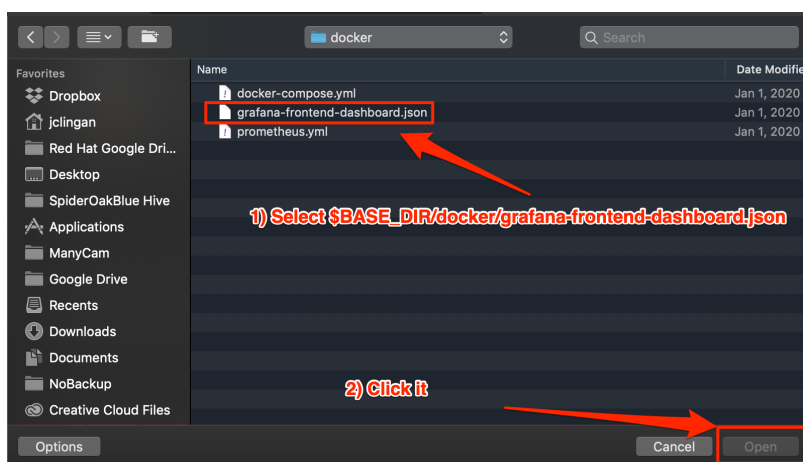 docker
Search
Favorites
Name
Date Modifie
Dropbox
docker-compose.yml
Jan 1, 2020
jclingan
grafana-frontend-dashboard.json
Jan 1, 2020
Red Hat Google Dri...
prometheus.yml
Jan 1, 2020
Desktop
SpiderOakBlue Hive
1) Select $BASE_DIR/docker/grafana-frontend-dashboard.json
Applications
ManyCam
Google Drive
Recents
Downloads
Documents
NoBackup
2) Click it
Creative Cloud Files
Options
Cancel
Open